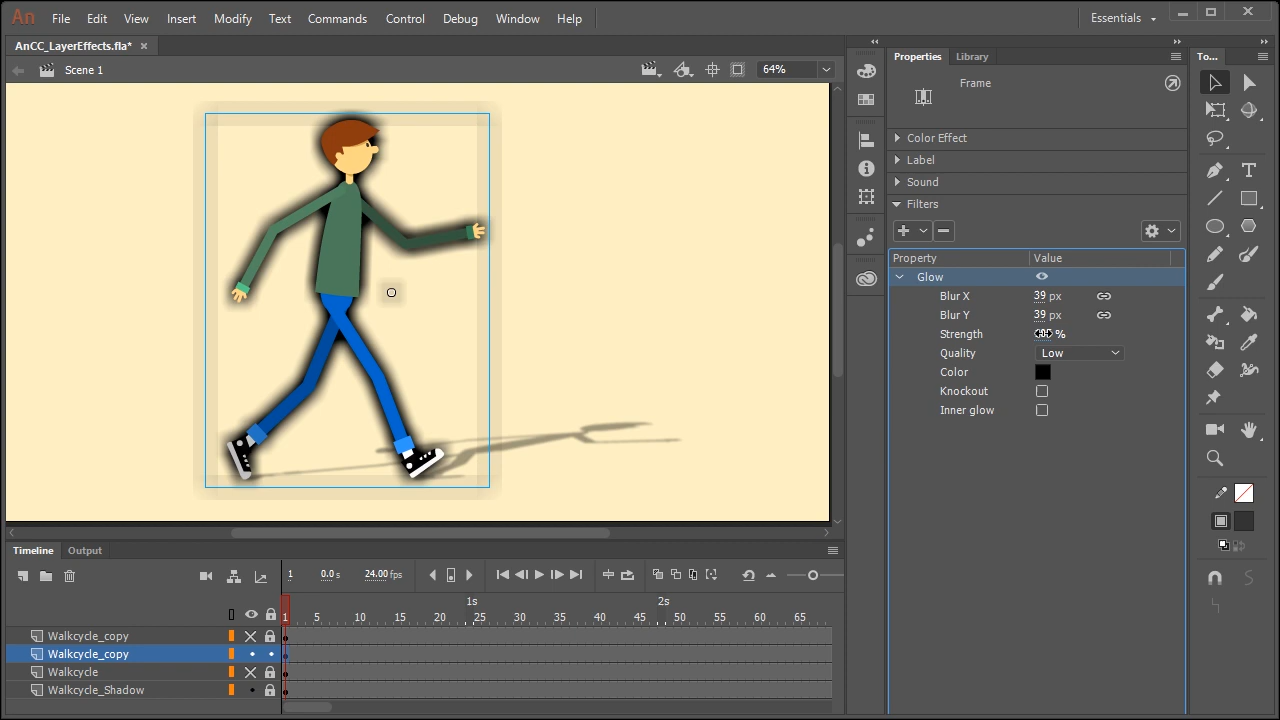 An File Edit View Insert Modify Text Commands Control Debug Window Help Essentials
AnCC_LayerEffects.fla* ×
Scene 1 64%
Properties Library To...
Frame
Color Effect
Label
Sound
Filters
Property Value
Glow
Blur X 39 px
Blur Y 39 px
Strength %
Quality Low
Color
Knockout
Inner glow
Timeline Output
1 0.0 s 24.00 fps
1s 2s
1 5 10 15 20 25 30 35 40 45 50 55 60 65
Walkcycle_copy
Walkcycle_copy
Walkcycle
Walkcycle_Shadow